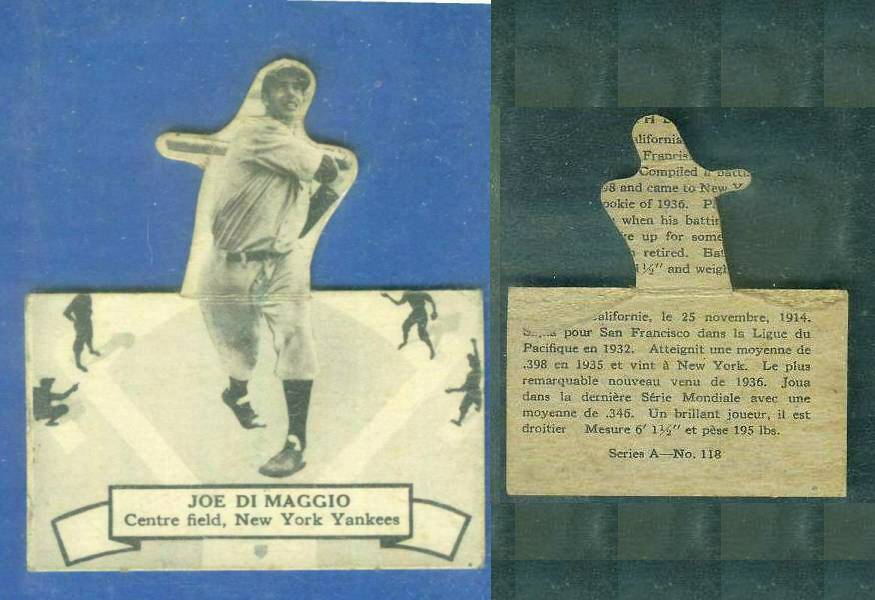 JOE DI MAGGIO
Centre field, New York Yankees
H
alifornia
Francis
Compiled a batti
98 and came to New Y
ookie of 1936. P
when his battin
e up for some
retired. Bat
1½" and weigh
alifornie, le 25 novembre, 1914.
pour San Francisco dans la Ligue du
Pacifique en 1932. Atteignit une moyenne de
.398 en 1935 et vint à New York. Le plus
remarquable nouveau venu de 1936. Joua
dans la dernière Série Mondiale avec une
moyenne de .346. Un brillant joueur, il est
droitier Mesure 6' 1½" et pèse 195 lbs.
Series A—No. 118